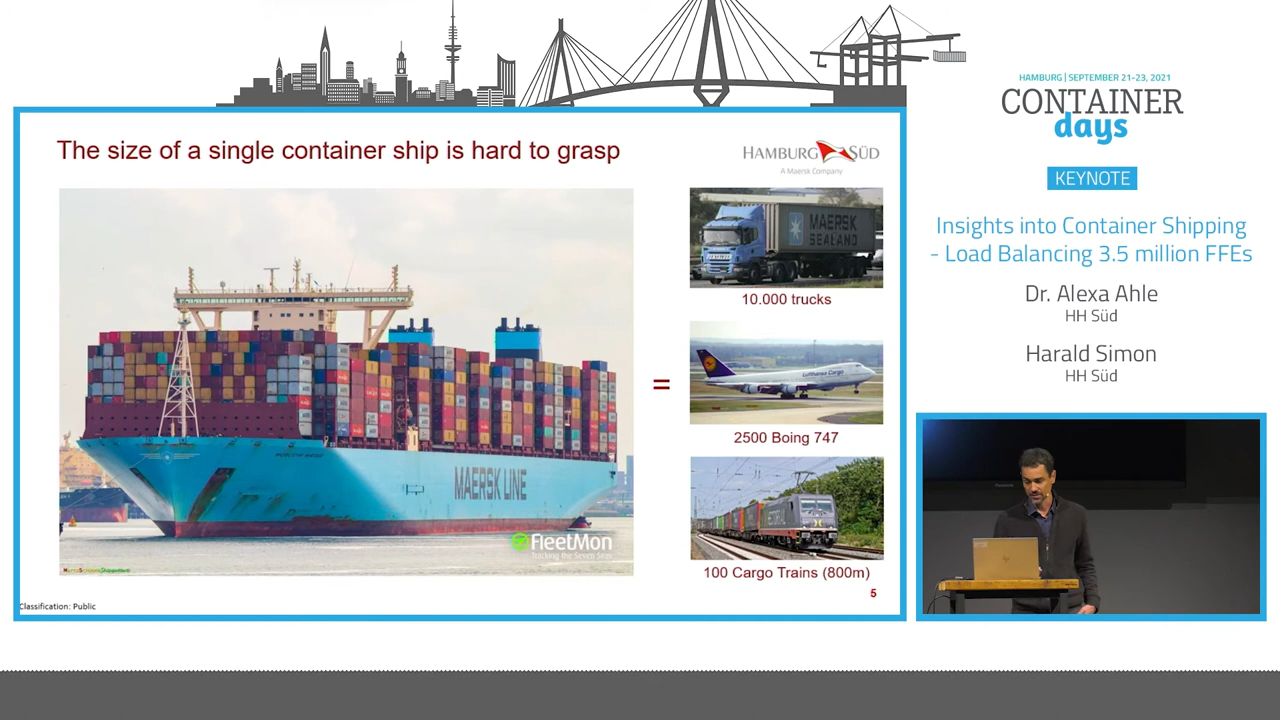 The size of a single container ship is hard to grasp
HAMBURG SÜD
A Maersk Company
MAERSK LINE
FleetMon
Tracking the Seven Seas
=
MAERSK
SEALAND
10.000 trucks
Lufthansa Cargo
2500 Boing 747
100 Cargo Trains (800m)
5
Classification: Public
HAMBURG | SEPTEMBER 21-23, 2021
CONTAINER
days
KEYNOTE
Insights into Container Shipping
- Load Balancing 3.5 million FFEs
Dr. Alexa Ahle
HH Süd
Harald Simon
HH Süd